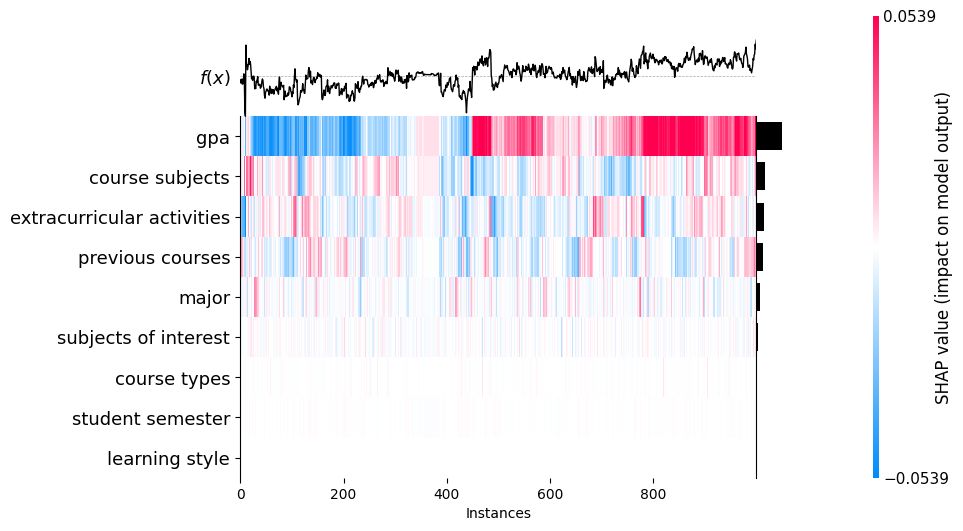 0.0539
f(x)
gpa
course subjects
extracurricular activities
previous courses
major
subjects of interest
course types
student semester
learning style
0 200 400 600 800
Instances
SHAP value (impact on model output)
−0.0539